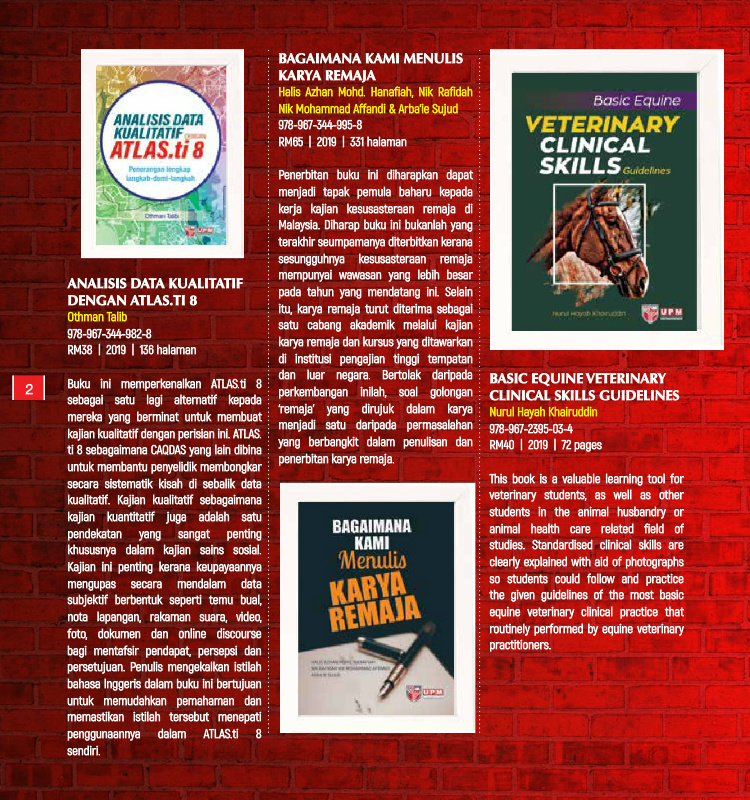 ANALISIS DATA
KUALITATIF DENGAN
ATLAS.ti 8
Penerangan lengkap
langkah-demi-langkah
Othman Talib
UPM
ANALISIS DATA KUALITATIF
DENGAN ATLAS.TI 8
Othman Talib
978-967-344-982-8
RM38 | 2019 | 136 halaman
2
Buku ini memperkenalkan ATLAS.ti 8
sebagai satu lagi alternatif kepada
mereka yang berminat untuk membuat
kajian kualitatif dengan perisian ini. ATLAS.
ti 8 sebagaimana CAQDAS yang lain dibina
untuk membantu penyelidik membongkar
secara sistematik kisah di sebalik data
kualitatif. Kajian kualitatif sebagaimana
kajian kuantitatif juga adalah satu
pendekatan yang sangat penting
khususnya dalam kajian sains sosial.
Kajian ini penting kerana keupayaannya
mengupas secara mendalam data
subjektif berbentuk seperti temu bual,
nota lapangan, rakaman suara, video,
foto, dokumen dan online discourse
bagi mentafsir pendapat, persepsi dan
persetujuan. Penulis mengekalkan istilah
bahasa Inggeris dalam buku ini bertujuan
untuk memudahkan pemahaman dan
memastikan istilah tersebut menepati
penggunaannya dalam ATLAS.ti 8
sendiri.
BAGAIMANA KAMI MENULIS
KARYA REMAJA
Halis Azhan Mohd. Hanafiah, Nik Rafidah
Nik Mohammad Affandi & Arba'ie Sujud
978-967-344-995-8
RM65 | 2019 | 331 halaman
Penerbitan buku ini diharapkan dapat
menjadi tapak pemula baharu kepada
kerja kajian kesusasteraan remaja di
Malaysia. Diharap buku ini bukanlah yang
terakhir seumpamanya diterbitkan kerana
sesungguhnya kesusasteraan remaja
mempunyai wawasan yang lebih besar
pada tahun yang mendatang ini. Selain
itu, karya remaja turut diterima sebagai
satu cabang akademik melalui kajian
karya remaja dan kursus yang ditawarkan
di institusi pengajian tinggi tempatan
dan luar negara. Bertolak daripada
perkembangan inilah, soal golongan
'remaja' yang dirujuk dalam karya
menjadi satu daripada permasalahan
yang berbangkit dalam penulisan dan
penerbitan karya remaja.
BAGAIMANA
KAMI
Menulis
KARYA
REMAJA
UPM
Basic Equine
VETERINARY
CLINICAL
SKILLS Guidelines
Nurul Hayah Khairuddin
UPM
BASIC EQUINE VETERINARY
CLINICAL SKILLS GUIDELINES
Nurul Hayah Khairuddin
978-967-2395-03-4
RM40 | 2019 | 72 pages
This book is a valuable learning tool for
veterinary students, as well as other
students in the animal husbandry or
animal health care related field of
studies. Standardised clinical skills are
clearly explained with aid of photographs
so students could follow and practice
the given guidelines of the most basic
equine veterinary clinical practice that
routinely performed by equine veterinary
practitioners.